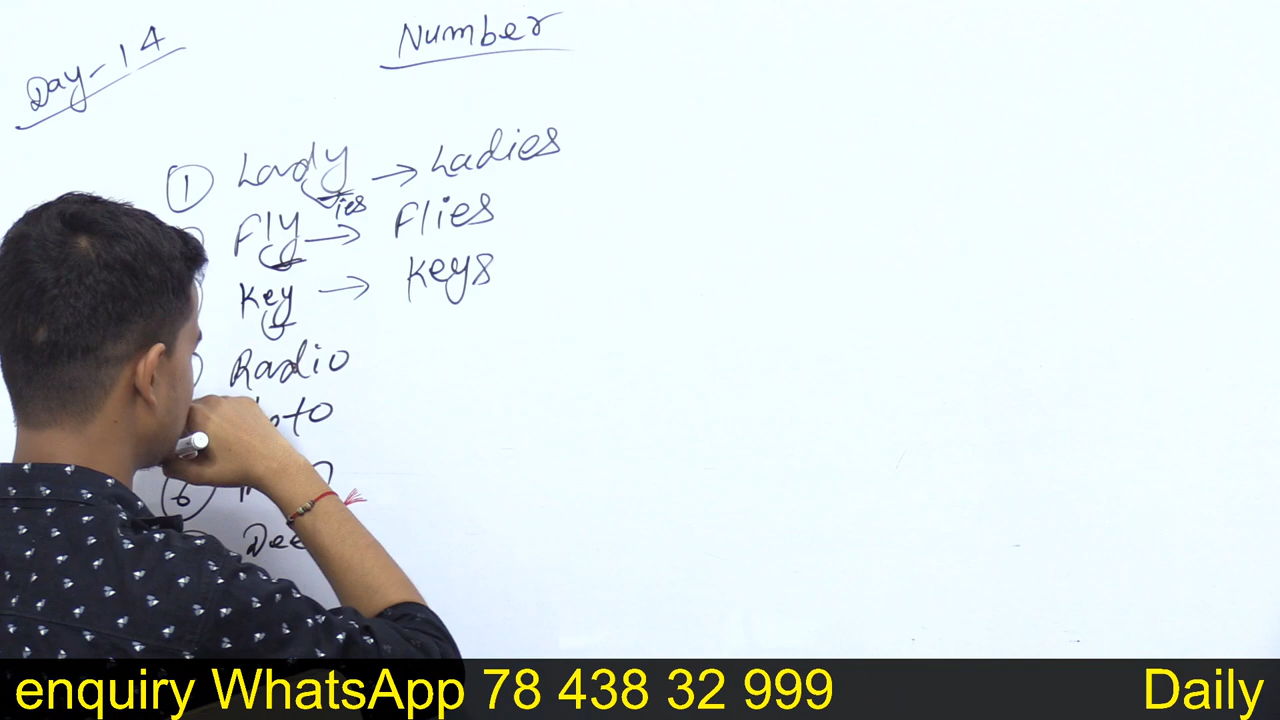 Day-14
Number
1 Lady → Ladies
ies
Fly → Flies
Key → Keys
Radio
6
enquiry WhatsApp 78 438 32 999 Daily